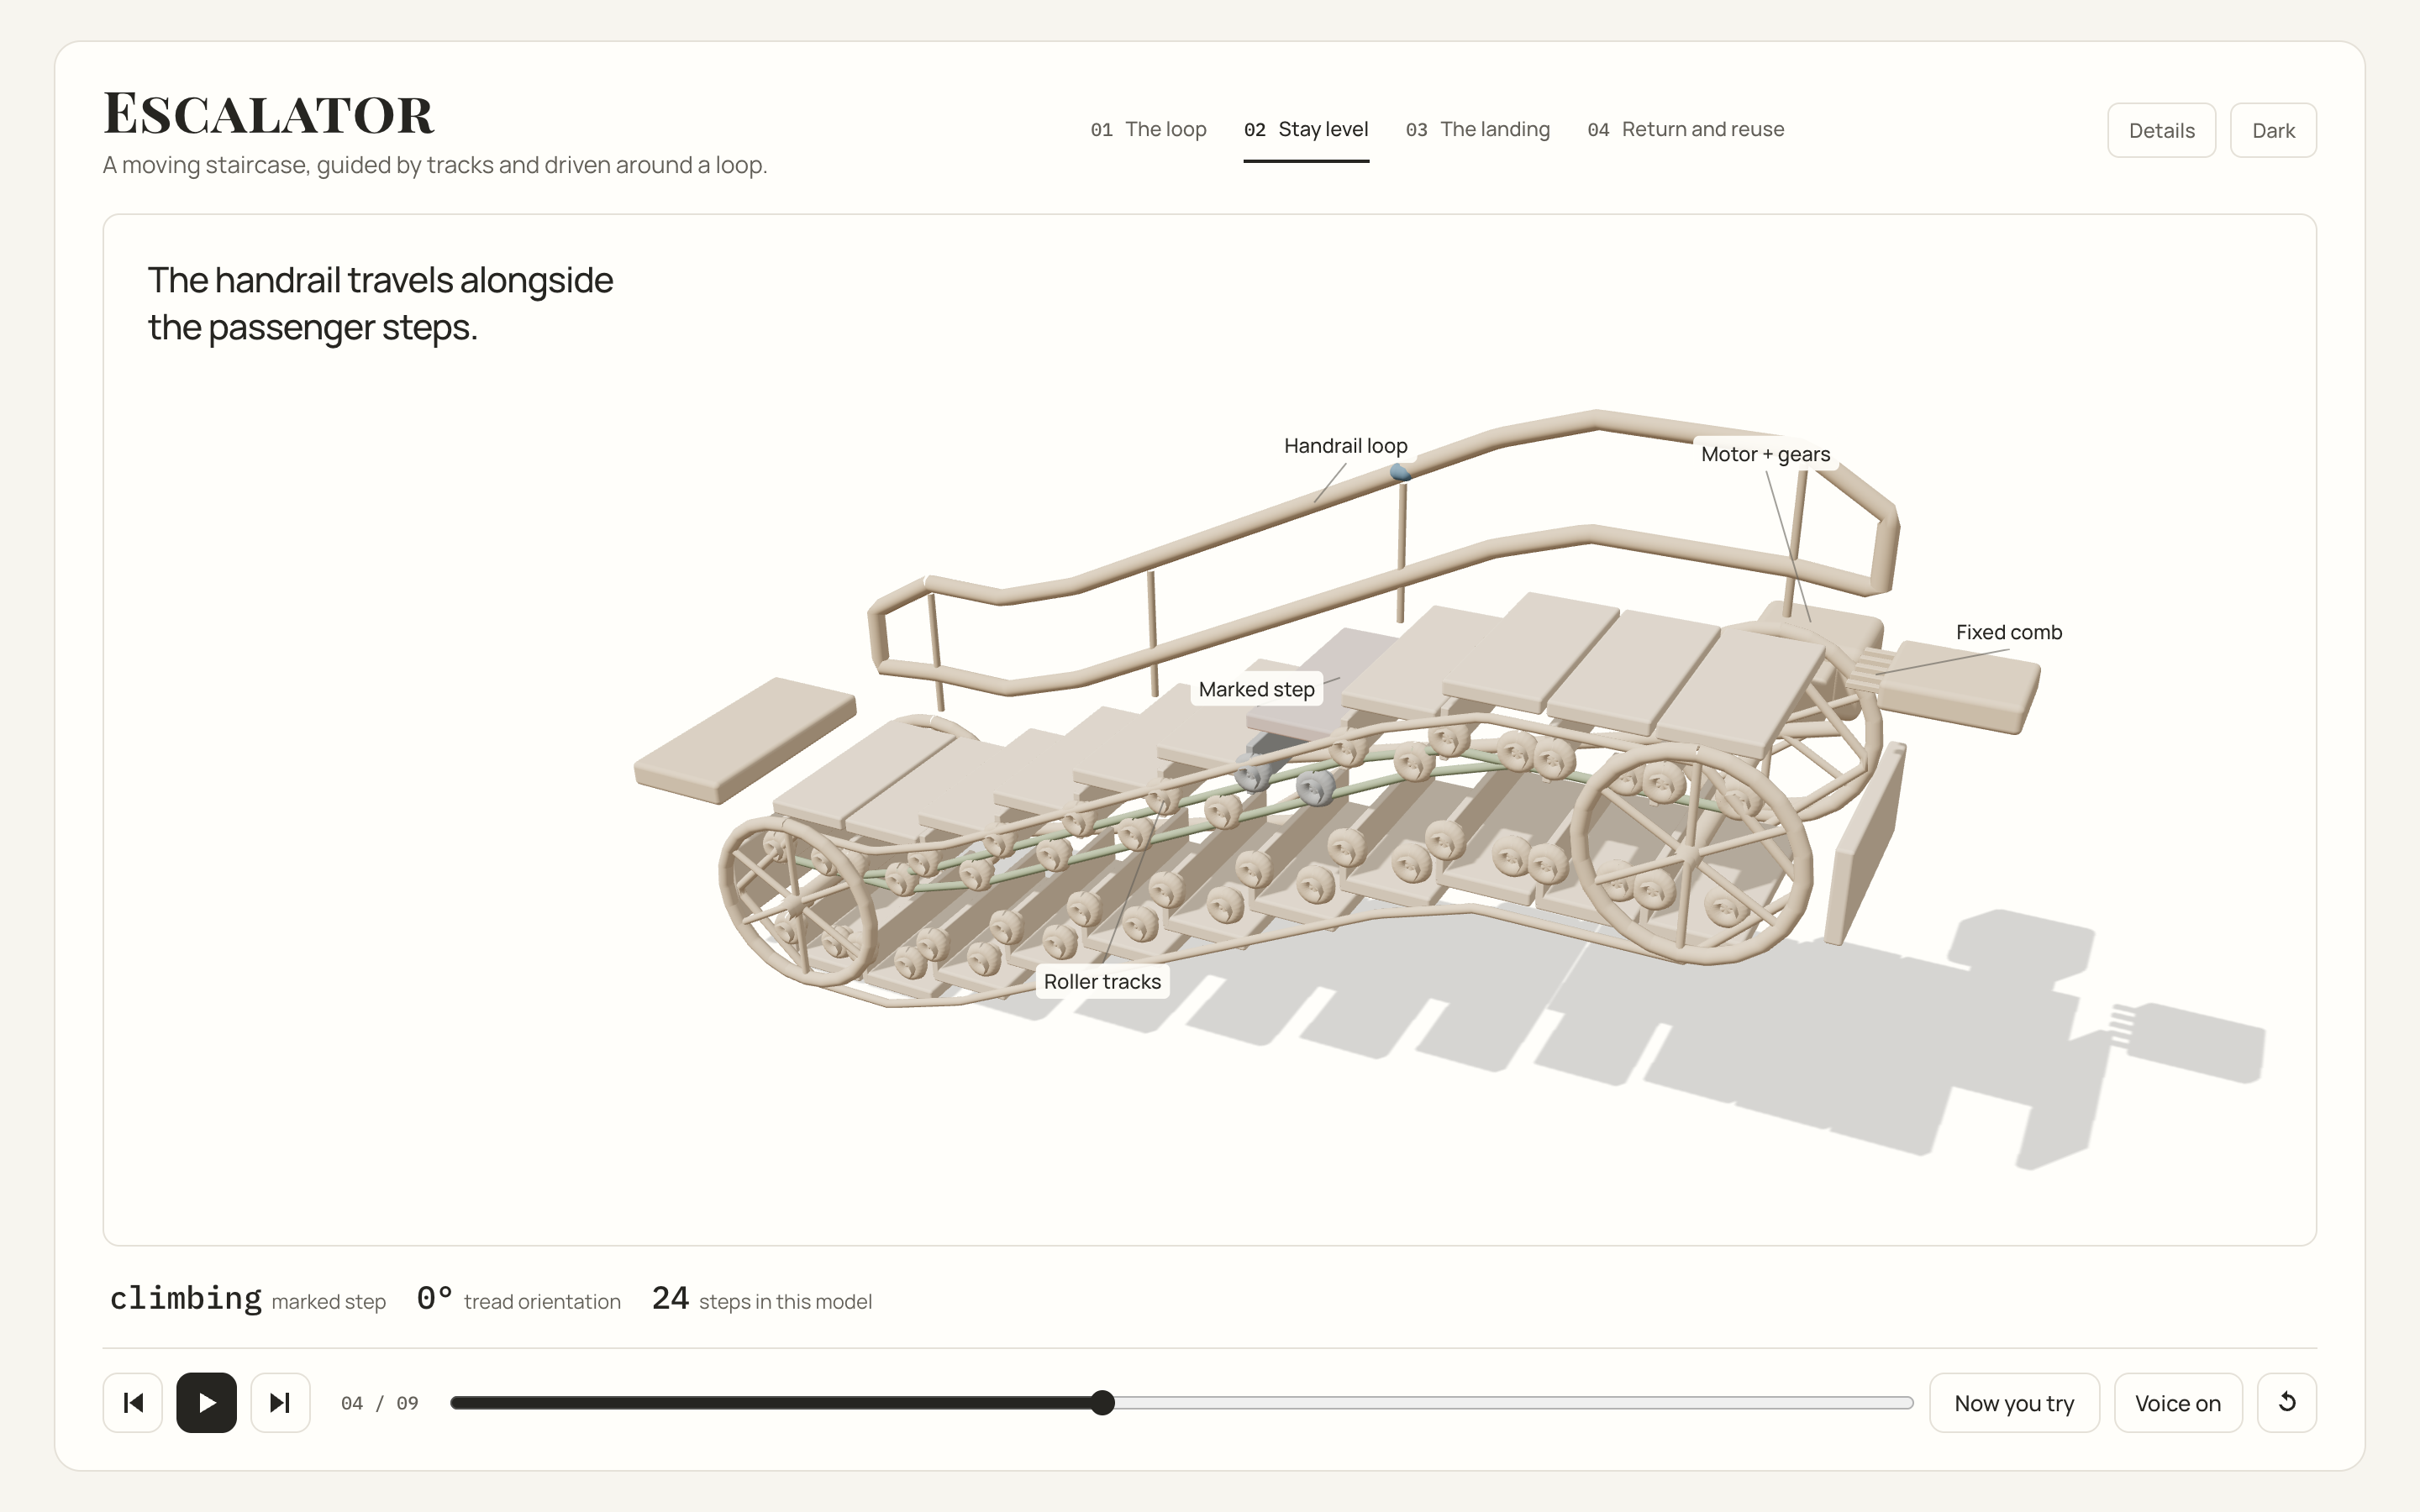 ESCALATOR
A moving staircase, guided by tracks and driven around a loop.
01 The loop
02 Stay level
03 The landing
04 Return and reuse
Details
Dark
The handrail travels alongside
the passenger steps.
Handrail loop
Motor + gears
Fixed comb
Marked step
Roller tracks
climbing marked step
0° tread orientation
24 steps in this model
04 / 09
Now you try
Voice on